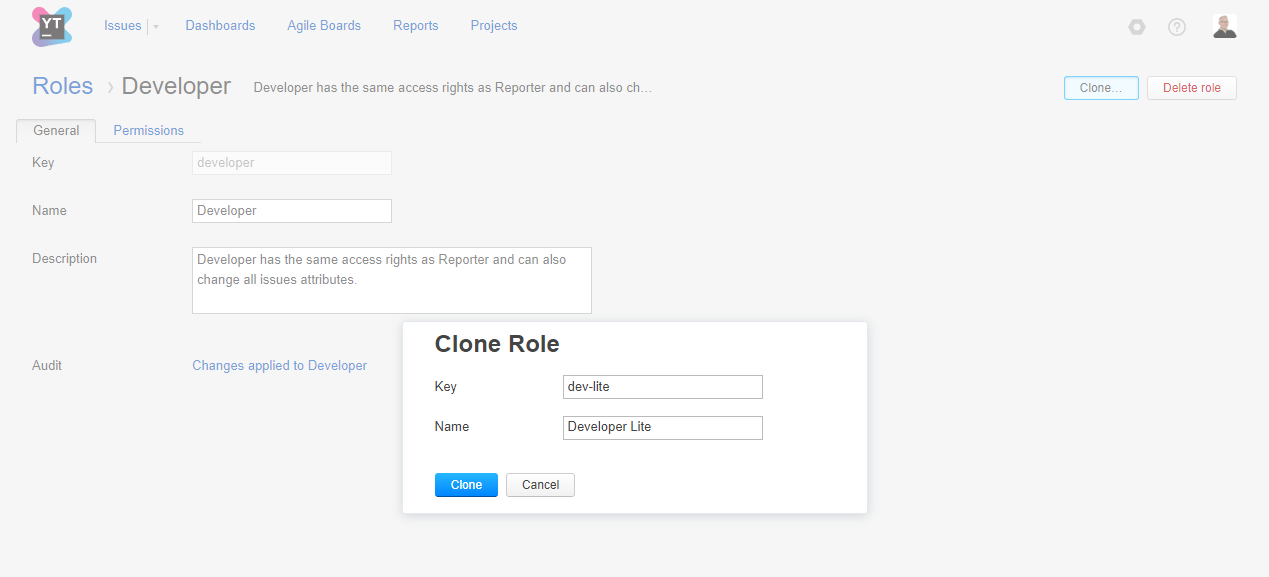 YT
Issues
Dashboards
Agile Boards
Reports
Projects
Roles › Developer
Developer has the same access rights as Reporter and can also ch…
Clone…
Delete role
General
Permissions
Key
developer
Name
Developer
Description
Developer has the same access rights as Reporter and can also
change all issues attributes.
Audit
Changes applied to Developer
Clone Role
Key
dev-lite
Name
Developer Lite
Clone
Cancel